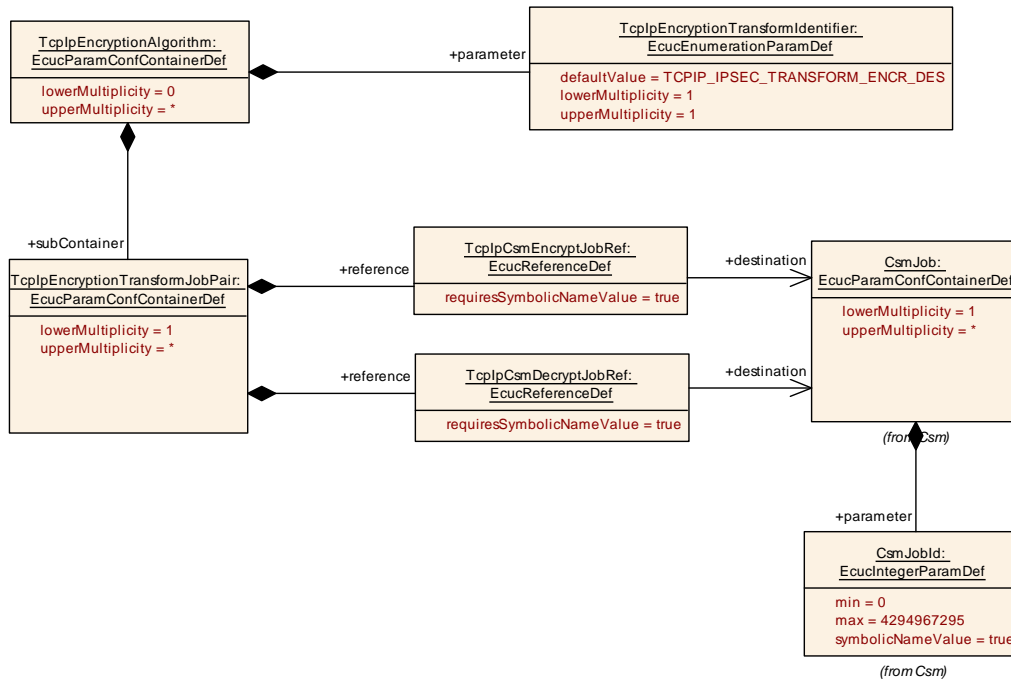 TcpIpEncryptionAlgorithm:
EcucParamConfContainerDef
lowerMultiplicity = 0
upperMultiplicity = *
+parameter
TcpIpEncryptionTransformIdentifier:
EcucEnumerationParamDef
defaultValue = TCPIP_IPSEC_TRANSFORM_ENCR_DES
lowerMultiplicity = 1
upperMultiplicity = 1
+subContainer
TcpIpEncryptionTransformJobPair:
EcucParamConfContainerDef
lowerMultiplicity = 1
upperMultiplicity = *
+reference
TcpIpCsmEncryptJobRef:
EcucReferenceDef
requiresSymbolicNameValue = true
+destination
CsmJob:
EcucParamConfContainerDef
lowerMultiplicity = 1
upperMultiplicity = *
+reference
TcpIpCsmDecryptJobRef:
EcucReferenceDef
requiresSymbolicNameValue = true
+destination
(from Csm)
+parameter
CsmJobId:
EcucIntegerParamDef
min = 0
max = 4294967295
symbolicNameValue = true
(from Csm)